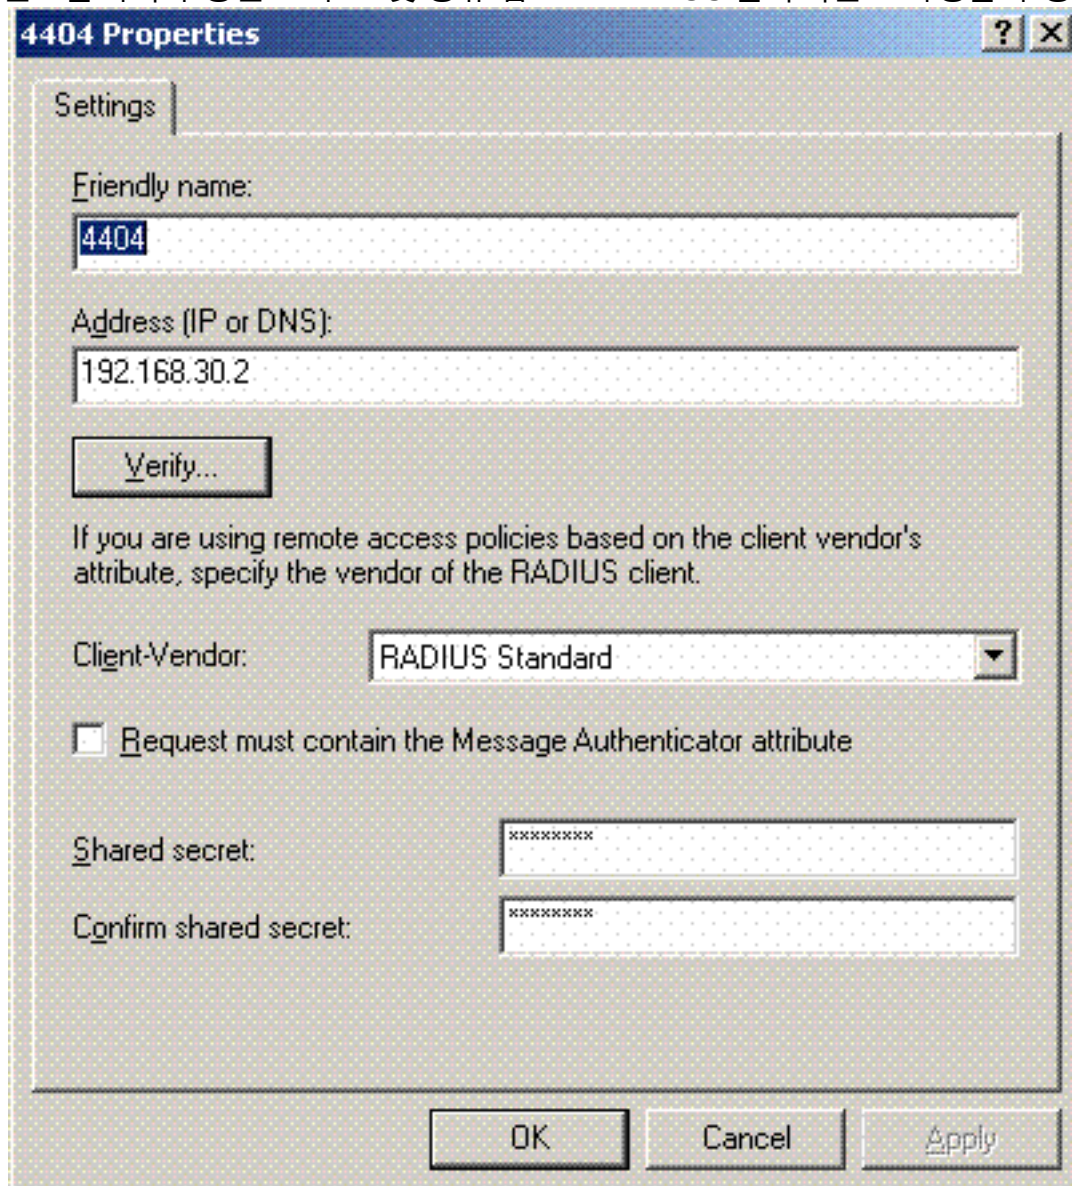 4404 Properties
Settings
Friendly name:
4404
Address (IP or DNS):
192.168.30.2
Verify...
If you are using remote access policies based on the client vendor's
attribute, specify the vendor of the RADIUS client.
Client-Vendor:
RADIUS Standard
Request must contain the Message Authenticator attribute
Shared secret:
xxxxxxxx
Confirm shared secret:
xxxxxxxx
OK
Cancel
Apply